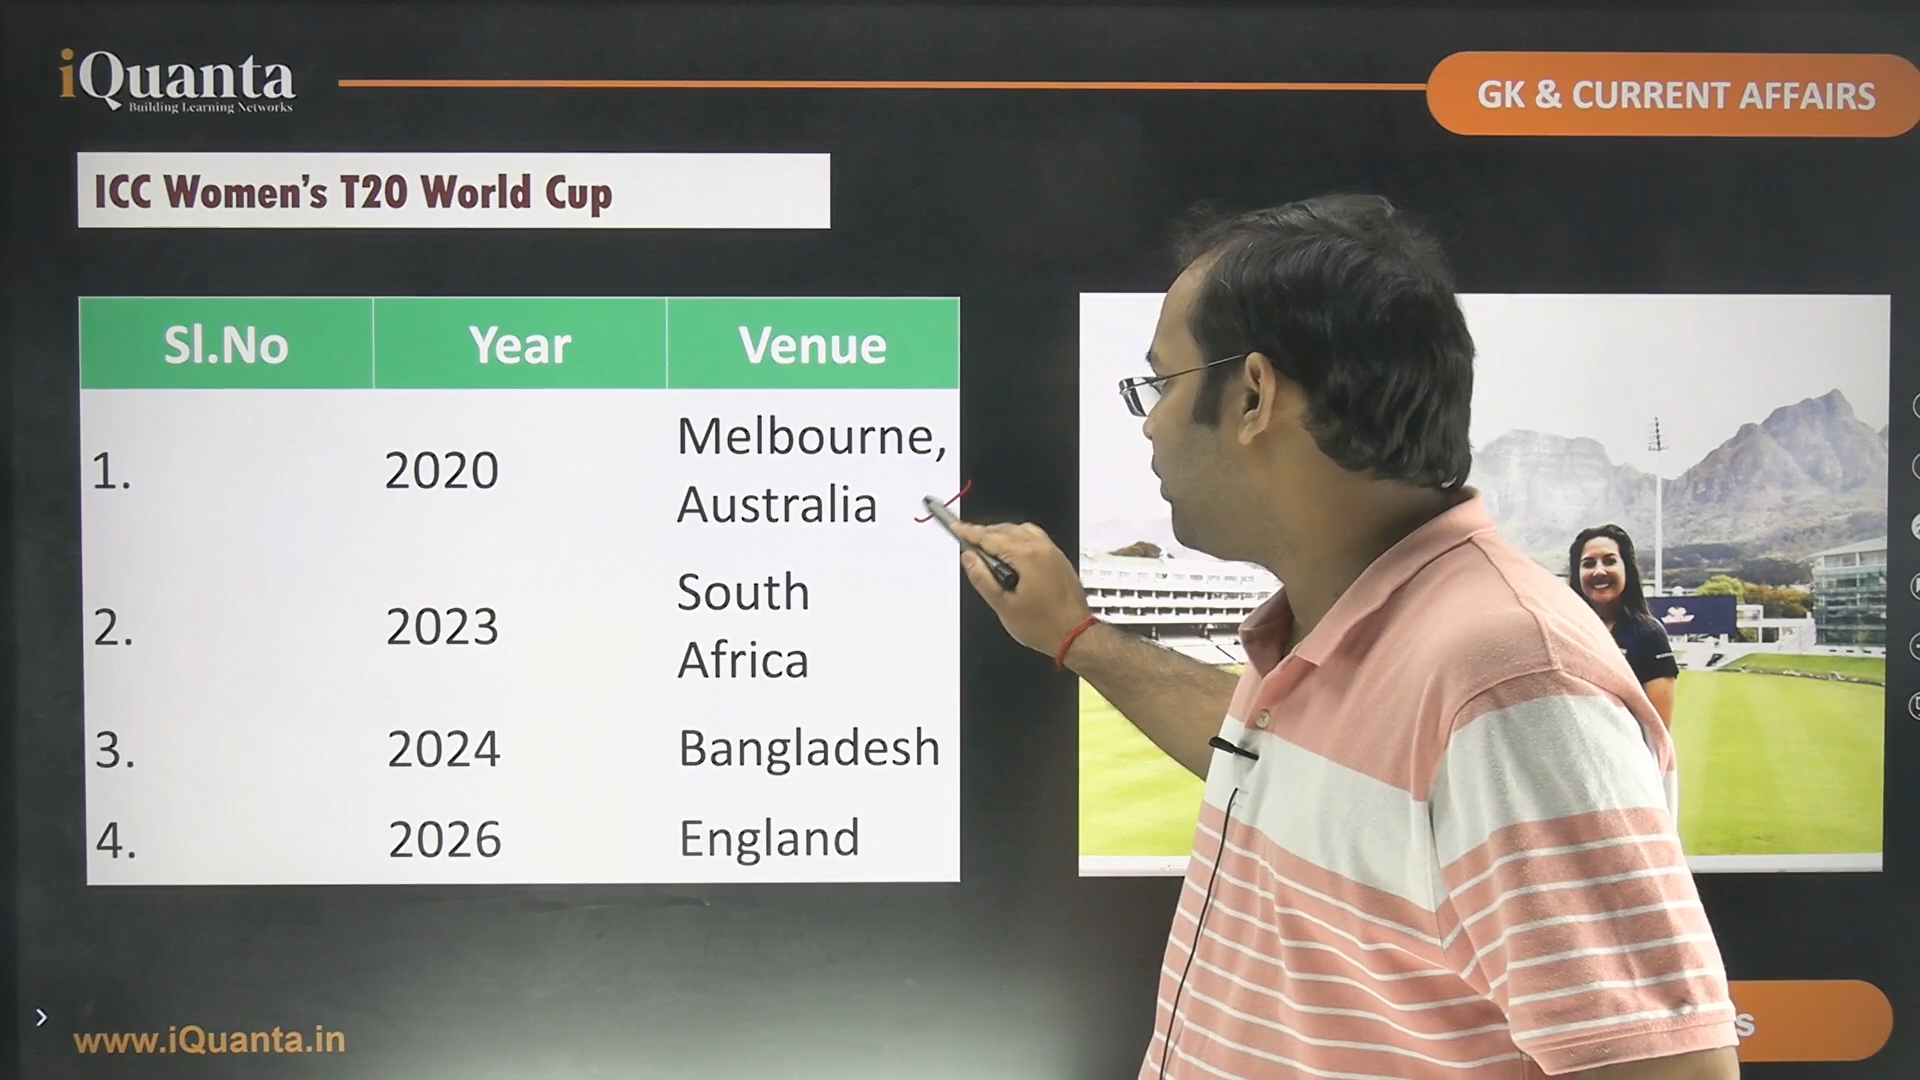 iQuanta
Building Learning Networks
GK & CURRENT AFFAIRS
ICC Women's T20 World Cup
Sl.No Year Venue
1. 2020 Melbourne,
Australia
2. 2023 South
Africa
3. 2024 Bangladesh
4. 2026 England
www.iQuanta.in